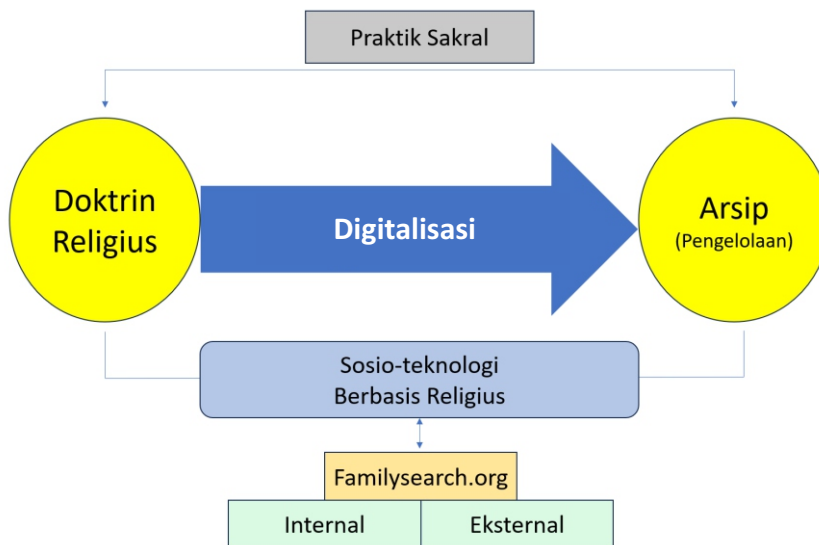 Praktik Sakral
Doktrin
Religius
Digitalisasi
Arsip
(Pengelolaan)
Sosio-teknologi
Berbasis Religius
Familysearch.org
Internal
Eksternal